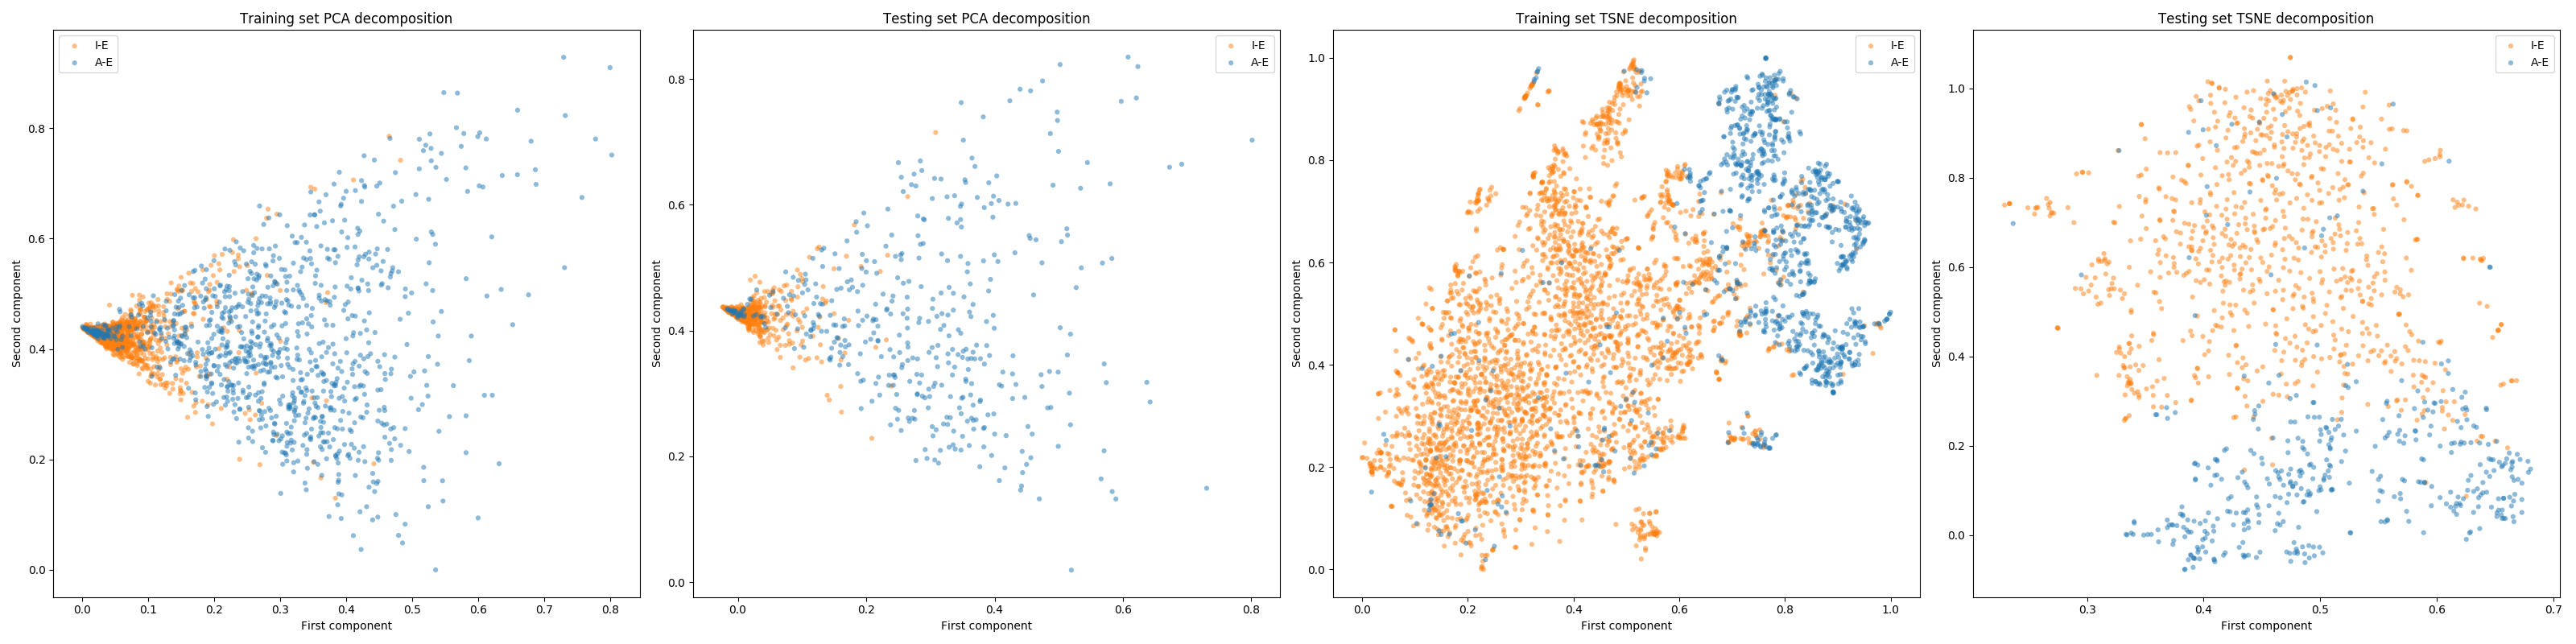 Training set PCA decomposition
I-E
A-E
0.8
0.6
0.4
0.2
0.0
Second component
0.0 0.1 0.2 0.3 0.4 0.5 0.6 0.7 0.8
First component
Testing set PCA decomposition
I-E
A-E
0.8
0.6
0.4
0.2
0.0
Second component
0.0 0.2 0.4 0.6 0.8
First component
Training set TSNE decomposition
I-E
A-E
1.0
0.8
0.6
0.4
0.2
0.0
Second component
0.0 0.2 0.4 0.6 0.8 1.0
First component
Testing set TSNE decomposition
I-E
A-E
1.0
0.8
0.6
0.4
0.2
0.0
Second component
0.3 0.4 0.5 0.6 0.7
First component